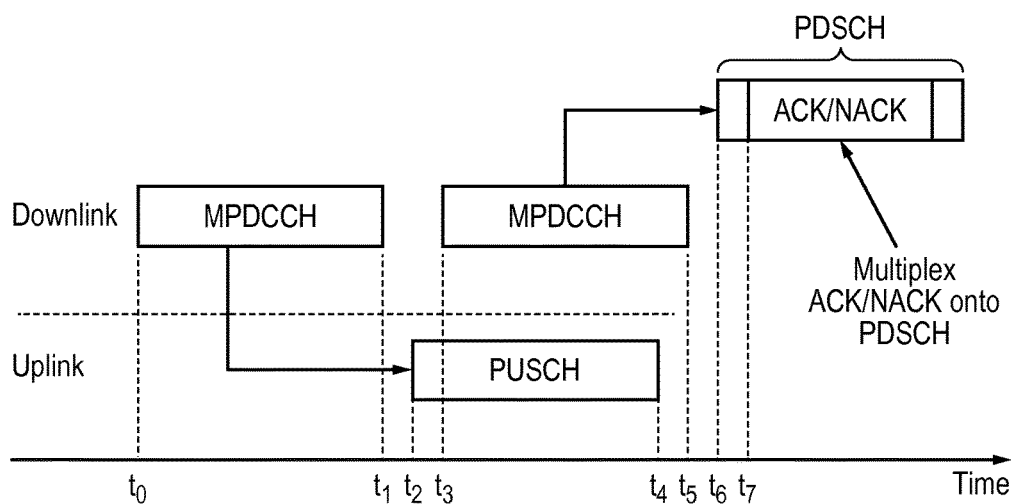 PDSCH
ACK/NACK
Downlink
MPDCCH
MPDCCH
Multiplex
ACK/NACK onto
PDSCH
Uplink
PUSCH
t0 t1 t2 t3 t4 t5 t6 t7 Time